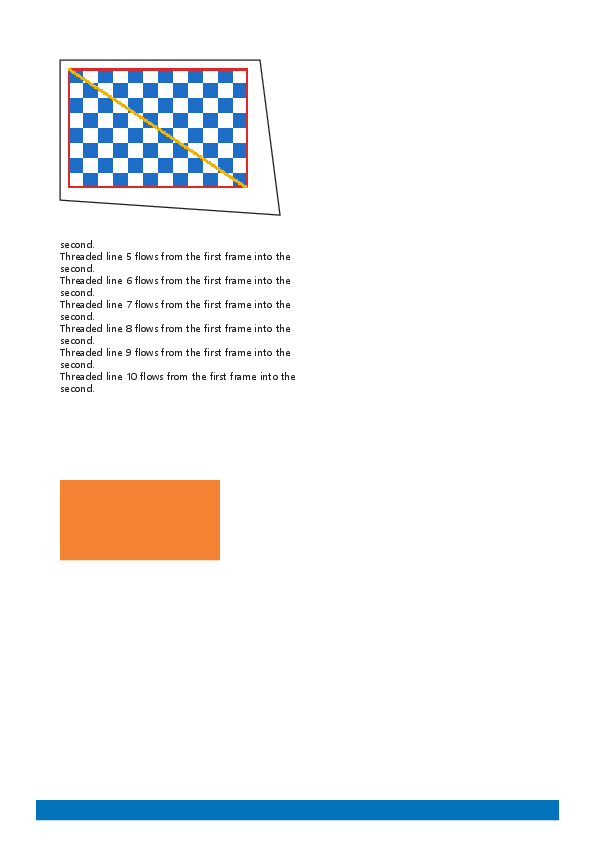 second.
Threaded line 5 flows from the first frame into the
second.
Threaded line 6 flows from the first frame into the
second.
Threaded line 7 flows from the first frame into the
second.
Threaded line 8 flows from the first frame into the
second.
Threaded line 9 flows from the first frame into the
second.
Threaded line 10 flows from the first frame into the
second.